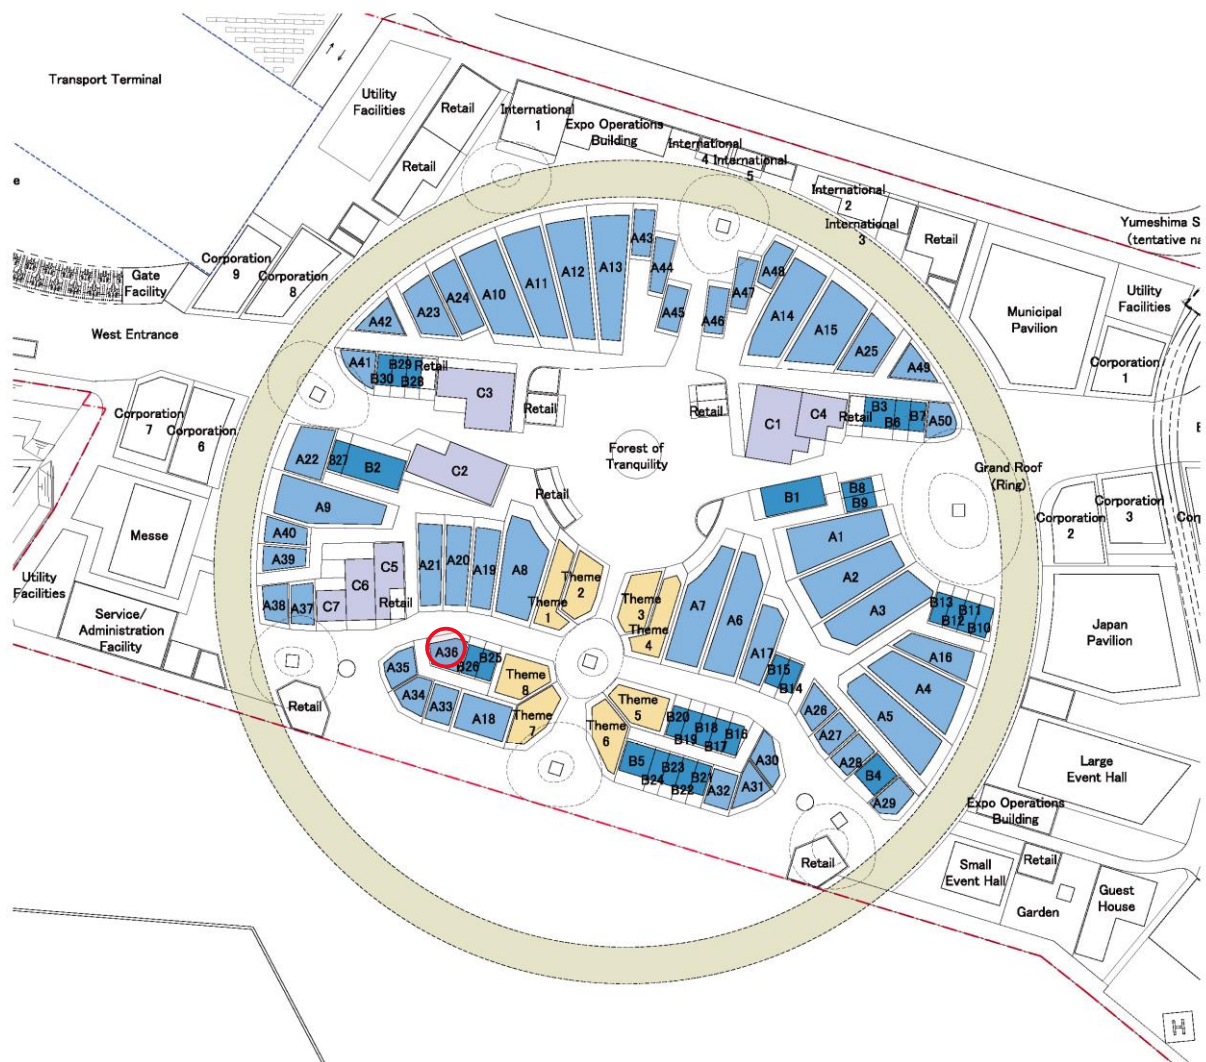 Transport Terminal
Utility
Facilities
Retail
Retail
International
1
Expo Operations
Building
International
4
International
5
International
2
International
3
Retail
Yumeshima S
(tentative na
e
Corporation
9
Corporation
8
Gate
Facility
West Entrance
Municipal
Pavilion
Utility
Facilities
Corporation
1
A43
A44
A45
A46
A47
A48
A13
A12
A11
A10
A24
A23
A42
A14
A15
A25
A49
A41
B29
B30
B28
Retail
C3
Retail
Retail
C1
C4
Retail
B3
B6
B7
A50
Corporation
7
Corporation
6
A22
B27
B2
C2
Forest of
Tranquility
Grand Roof
(Ring)
Retail
B1
B8
B9
Corporation
2
Corporation
3
Cor
E
Messe
A9
A40
A39
A38
A37
C7
C6
C5
Retail
A21
A20
A19
A8
Theme
1
Theme
2
Theme
3
Theme
4
A7
A6
A17
B15
B14
A1
A2
A3
B13
B12
B11
B10
A16
A4
A5
Japan
Pavilion
Utility
Facilities
Service/
Administration
Facility
Retail
A36
B26
B25
A35
A34
A33
A18
Theme
8
Theme
7
Theme
5
Theme
6
B20
B19
B18
B17
B16
B5
B24
B23
B22
B21
A32
A31
A30
A26
A27
A28
B4
A29
Large
Event Hall
Expo Operations
Building
Retail
Small
Event Hall
Retail
Garden
Guest
House
H